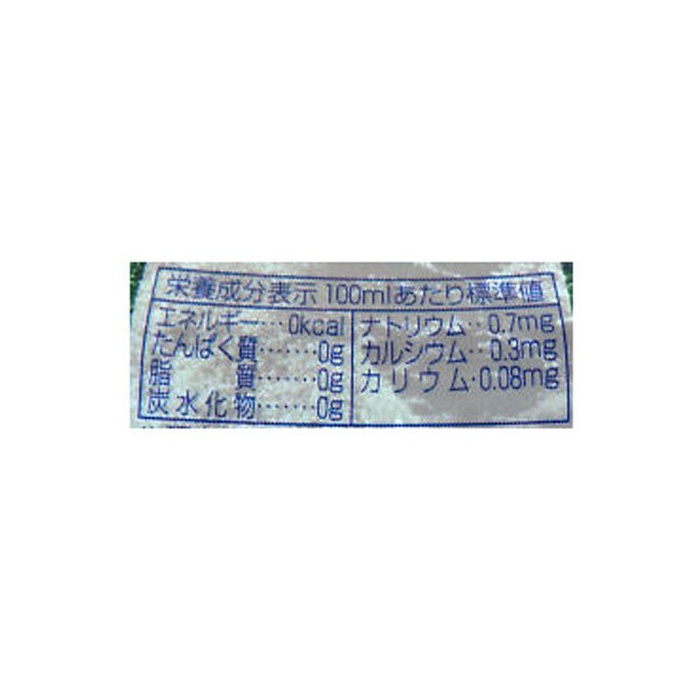 栄養成分表示 100mlあたり標準値
エネルギー…0kcal
たんぱく質……0g
脂　質……0g
炭水化物……0g
ナトリウム‥0.7mg
カルシウム‥0.3mg
カリウム・0.08mg